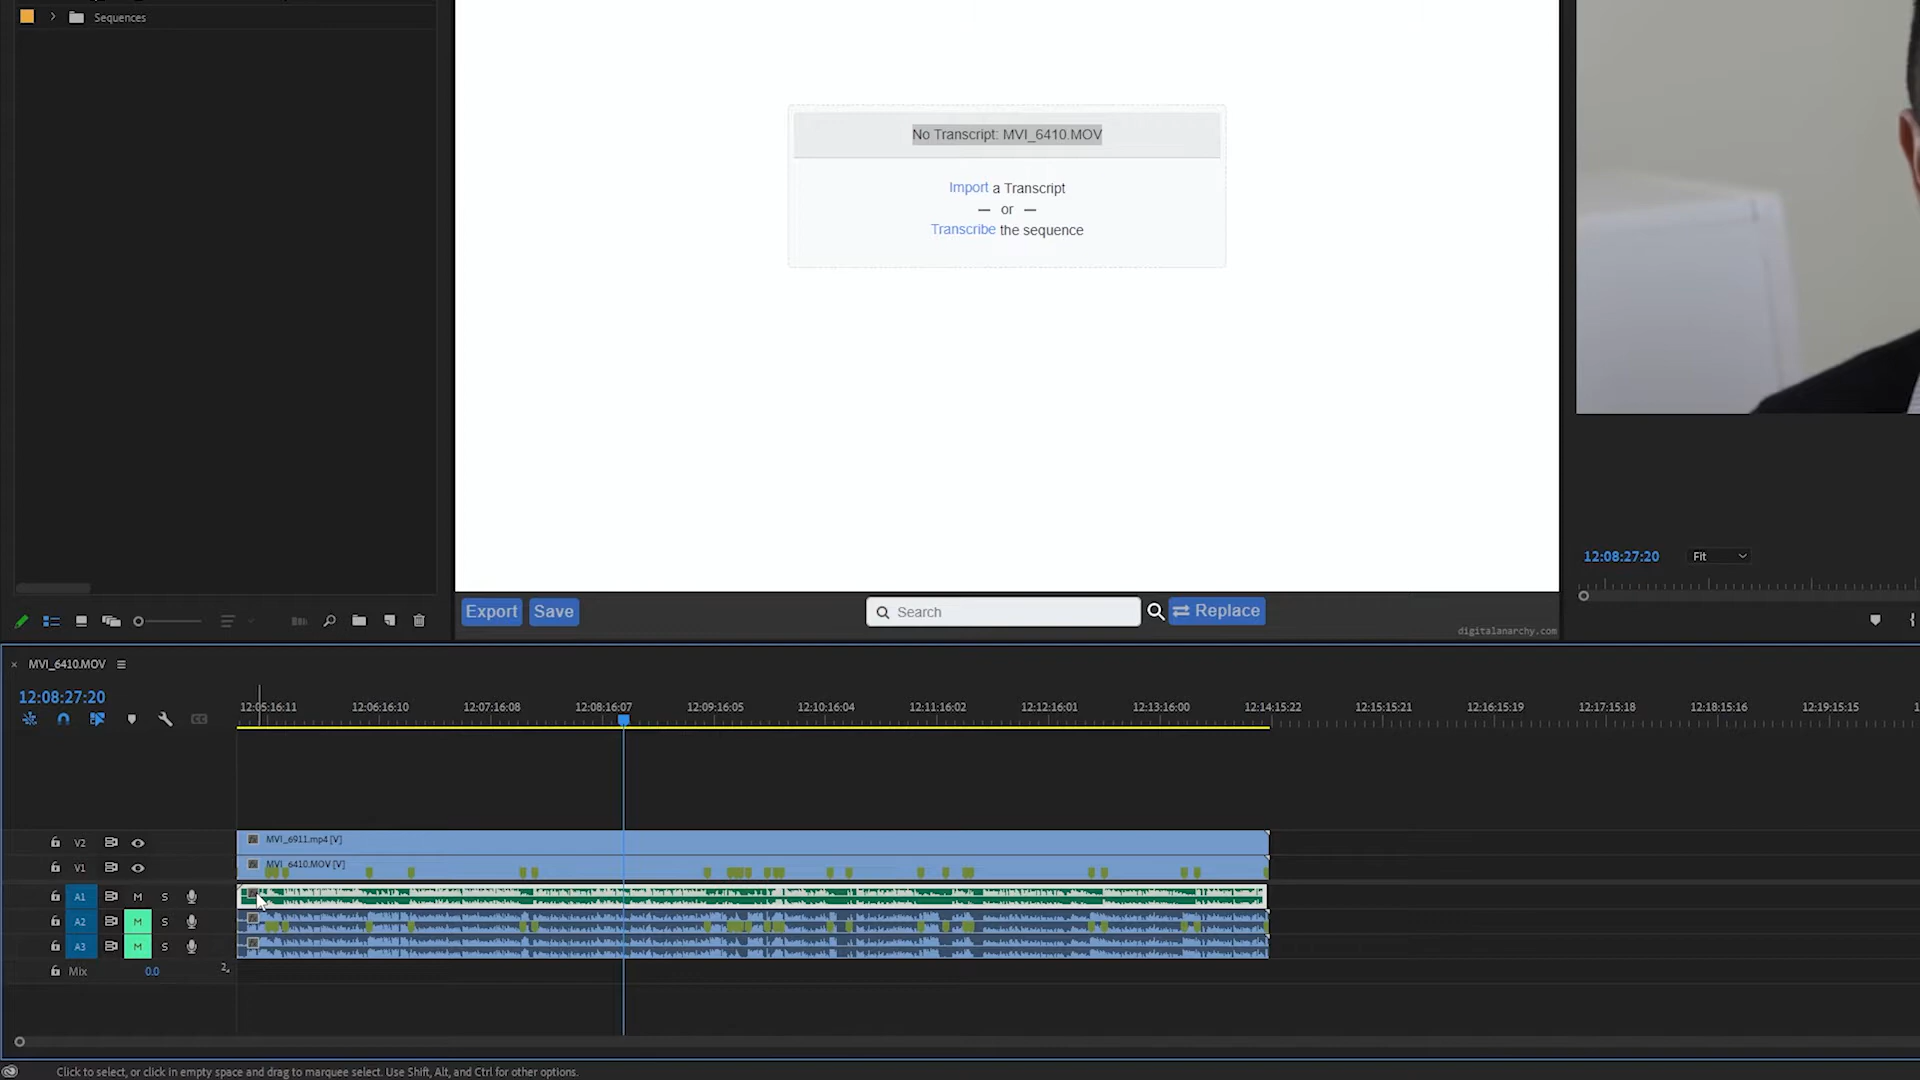 Sequences
No Transcript: MVI_6410.MOV
Import a Transcript
— or —
Transcribe the sequence
12:08:27:20
Fit
Export
Save
Search
Replace
digitalanarchy.com
MVI_6410.MOV
12:08:27:20
12:05:16:11
12:06:16:10
12:07:16:08
12:08:16:07
12:09:16:05
12:10:16:04
12:11:16:02
12:12:16:01
12:13:16:00
12:14:15:22
12:15:15:21
12:16:15:19
12:17:15:18
12:18:15:16
12:19:15:15
V2
MVI_6911.mp4 [V]
V1
MVI_6410.MOV [V]
A1 M S
A2 M S
A3 M S
Mix 0.0
Click to select, or click in empty space and drag to marquee select. Use Shift, Alt, and Ctrl for other options.